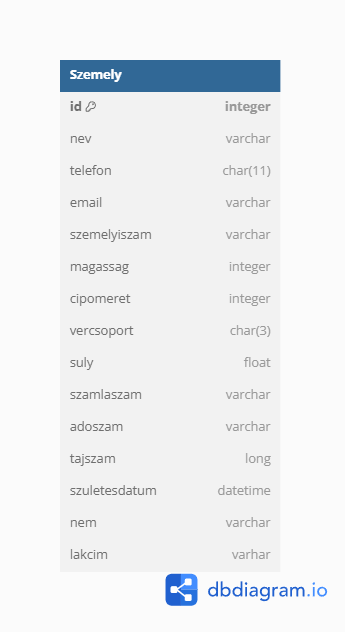 Szemely
id integer
nev varchar
telefon char(11)
email varchar
szemelyiszam varchar
magassag integer
cipomeret integer
vercsoport char(3)
suly float
szamlaszam varchar
adoszam varchar
tajszam long
szuletesdatum datetime
nem varchar
lakcim varhar
dbdiagram.io